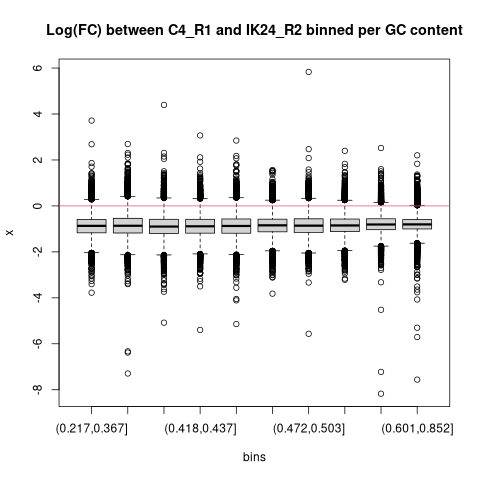 Log(FC) between C4_R1 and IK24_R2 binned per GC content
6
4
2
0
-2
-4
-6
-8
x
(0.217,0.367] (0.418,0.437] (0.472,0.503] (0.601,0.852]
bins